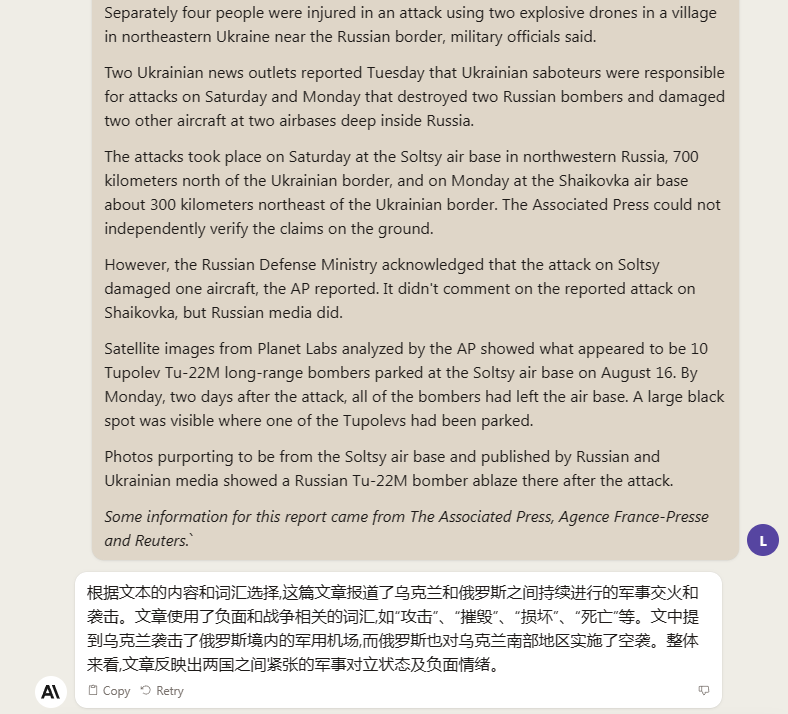 Separately four people were injured in an attack using two explosive drones in a village
in northeastern Ukraine near the Russian border, military officials said.
Two Ukrainian news outlets reported Tuesday that Ukrainian saboteurs were responsible
for attacks on Saturday and Monday that destroyed two Russian bombers and damaged
two other aircraft at two airbases deep inside Russia.
The attacks took place on Saturday at the Soltsy air base in northwestern Russia, 700
kilometers north of the Ukrainian border, and on Monday at the Shaikovka air base
about 300 kilometers northeast of the Ukrainian border. The Associated Press could not
independently verify the claims on the ground.
However, the Russian Defense Ministry acknowledged that the attack on Soltsy
damaged one aircraft, the AP reported. It didn't comment on the reported attack on
Shaikovka, but Russian media did.
Satellite images from Planet Labs analyzed by the AP showed what appeared to be 10
Tupolev Tu-22M long-range bombers parked at the Soltsy air base on August 16. By
Monday, two days after the attack, all of the bombers had left the air base. A large black
spot was visible where one of the Tupolevs had been parked.
Photos purporting to be from the Soltsy air base and published by Russian and
Ukrainian media showed a Russian Tu-22M bomber ablaze there after the attack.
Some information for this report came from The Associated Press, Agence France-Presse
and Reuters.`
L
根据文本的内容和词汇选择,这篇文章报道了乌克兰和俄罗斯之间持续进行的军事交火和
袭击。文章使用了负面和战争相关的词汇,如“攻击”、“摧毁”、“损坏”、“死亡”等。文中提
到乌克兰袭击了俄罗斯境内的军用机场,而俄罗斯也对乌克兰南部地区实施了空袭。整体
来看,文章反映出两国之间紧张的军事对立状态及负面情绪。
AI
Copy Retry